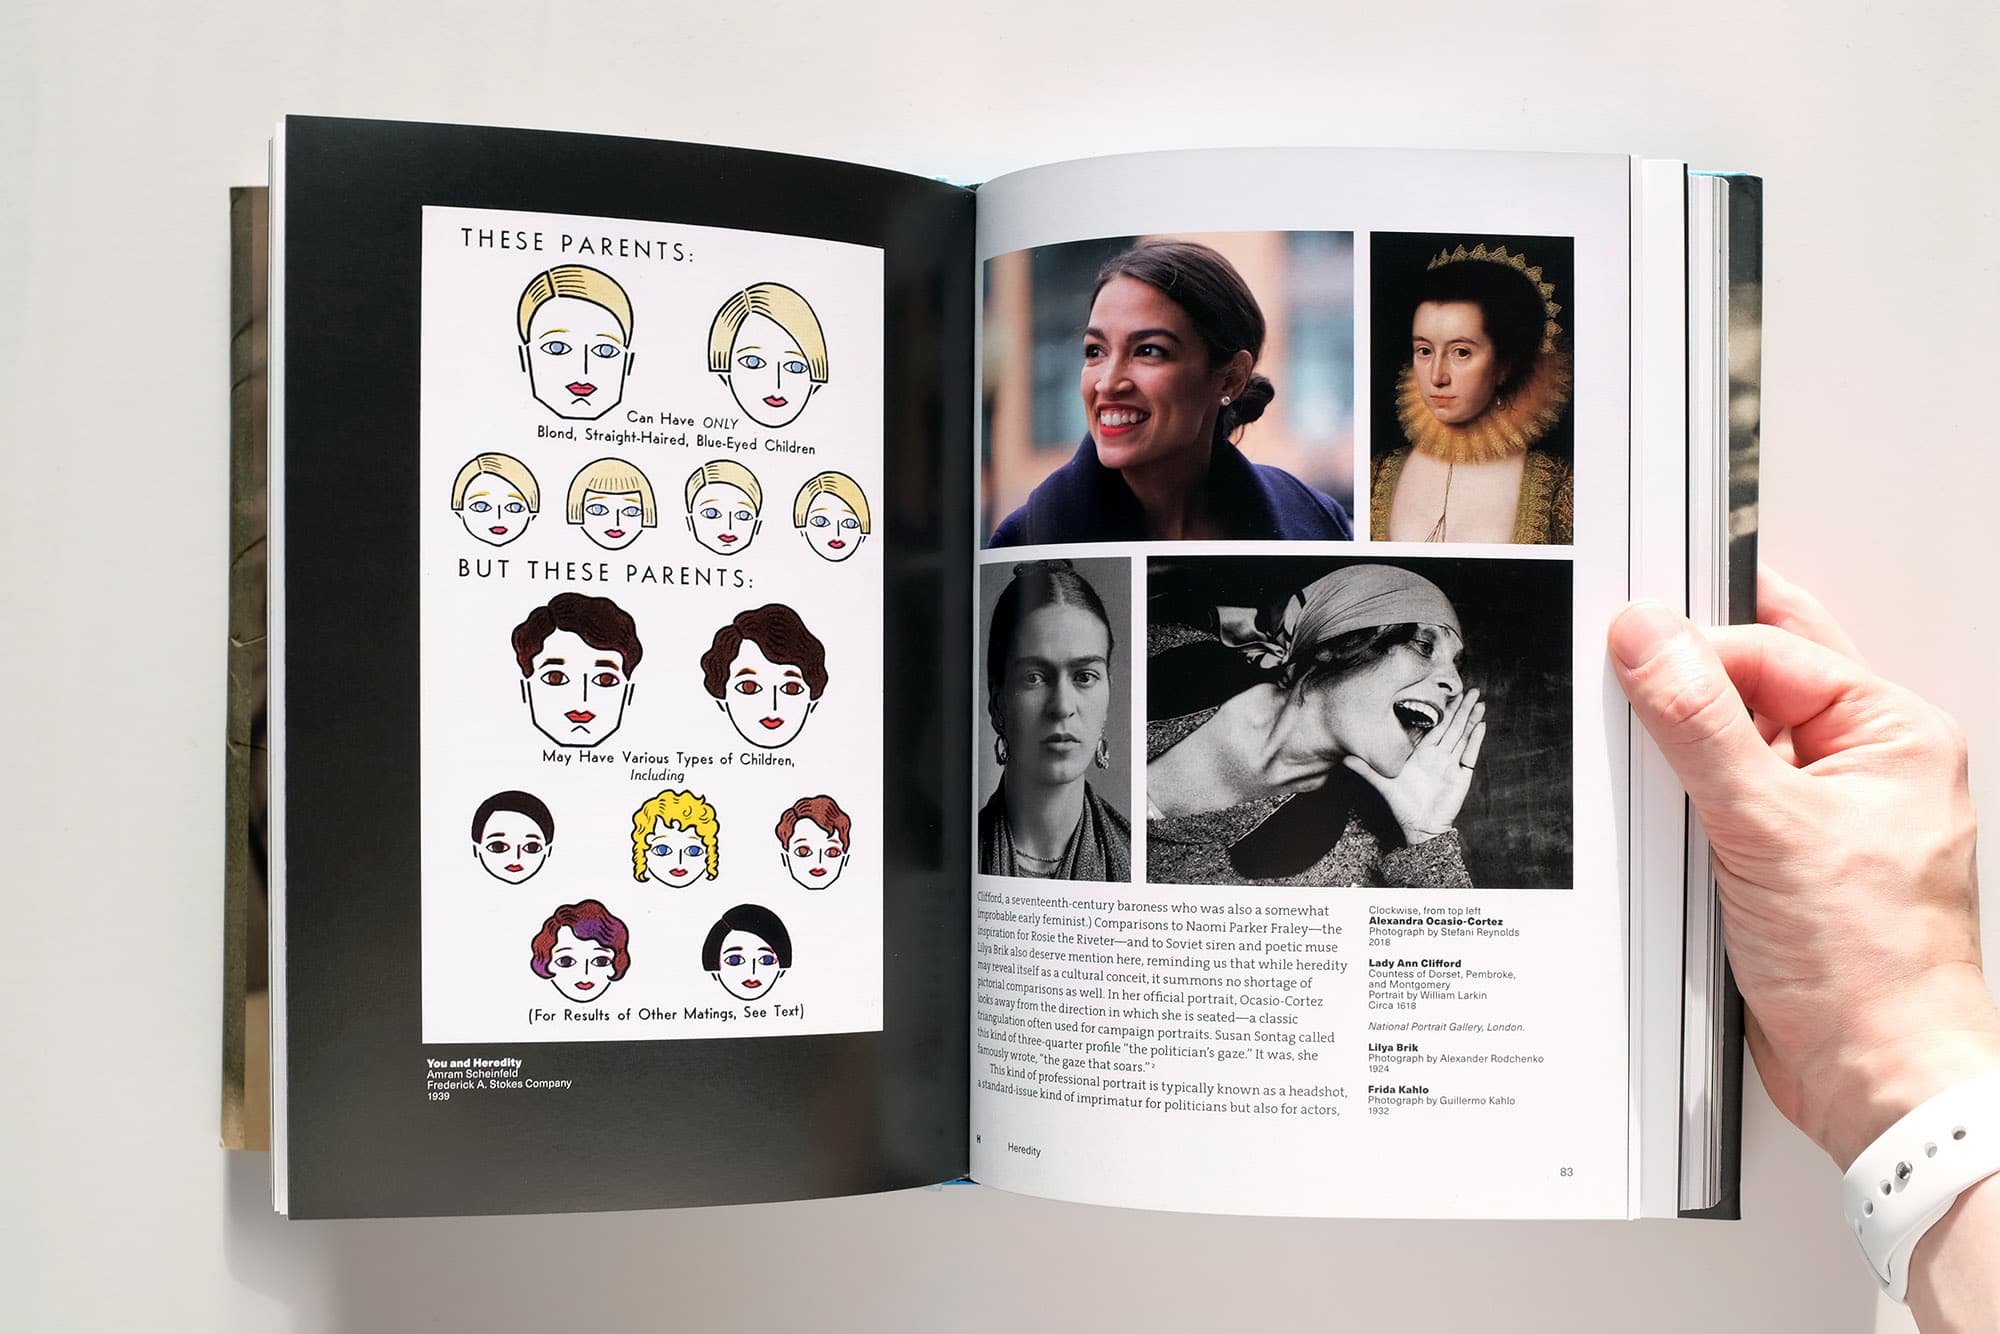 THESE PARENTS:
Can Have ONLY
Blond, Straight-Haired, Blue-Eyed Children
BUT THESE PARENTS:
May Have Various Types of Children,
Including
(For Results of Other Matings, See Text)
You and Heredity
Amram Scheinfeld
Frederick A. Stokes Company
1939
Clifford, a seventeenth-century baroness who was also a somewhat
improbable early feminist.) Comparisons to Naomi Parker Fraley—the
inspiration for Rosie the Riveter—and to Soviet siren and poetic muse
Lilya Brik also deserve mention here, reminding us that while heredity
may reveal itself as a cultural conceit, it summons no shortage of
pictorial comparisons as well. In her official portrait, Ocasio-Cortez
looks away from the direction in which she is seated—a classic
triangulation often used for campaign portraits. Susan Sontag called
this kind of three-quarter profile “the politician’s gaze.” It was, she
famously wrote, “the gaze that soars.”²
This kind of professional portrait is typically known as a headshot,
a standard-issue kind of imprimatur for politicians but also for actors,
Clockwise, from top left
Alexandra Ocasio-Cortez
Photograph by Stefani Reynolds
2018
Lady Ann Clifford
Countess of Dorset, Pembroke,
and Montgomery
Portrait by William Larkin
Circa 1618
National Portrait Gallery, London.
Lilya Brik
Photograph by Alexander Rodchenko
1924
Frida Kahlo
Photograph by Guillermo Kahlo
1932
H Heredity
83